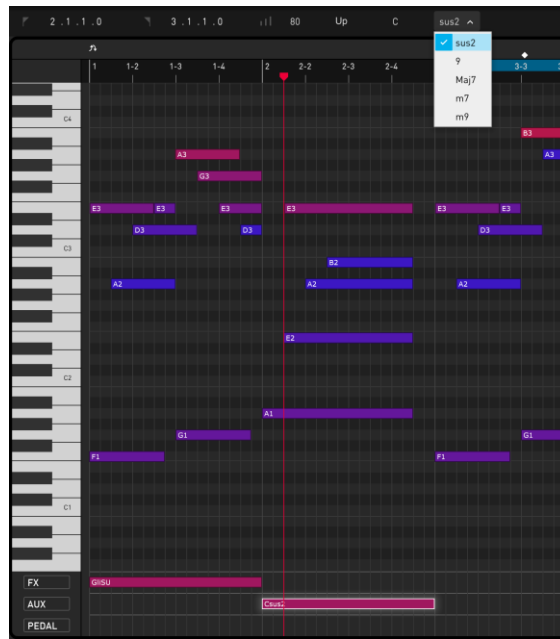 2 . 1 . 1 . 0 3 . 1 . 1 . 0 80 Up C sus2
sus2
9
Maj7
m7
m9
1 1-2 1-3 1-4 2 2-2 2-3 2-4 3-3
C4
B3
A3 A3
G3
E3 E3 E3 E3 E3 E3
D3 D3 D3
C3
B2
A2 A2 A2
E2
C2
A1
G1 G1
F1 F1
C1
FX GliSU
AUX Csus2
PEDAL